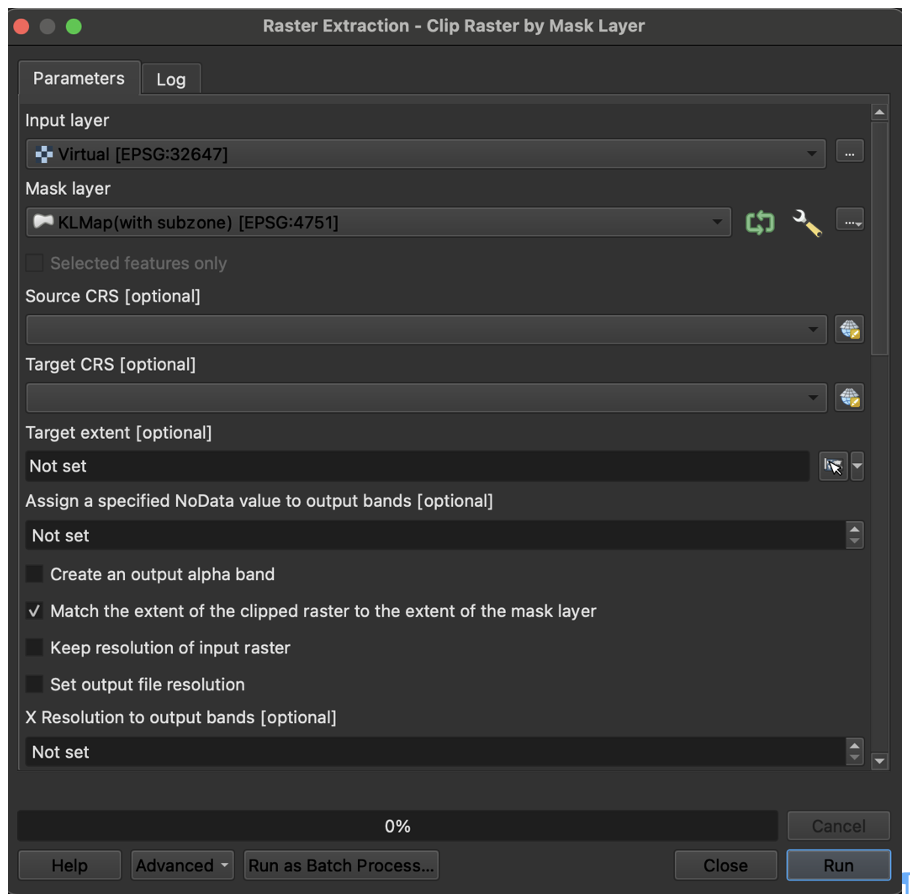 Raster Extraction - Clip Raster by Mask Layer
Parameters
Log
Input layer
Virtual [EPSG:32647]
...
Mask layer
KLMap(with subzone) [EPSG:4751]
...
Selected features only
Source CRS [optional]
Target CRS [optional]
Target extent [optional]
Not set
Assign a specified NoData value to output bands [optional]
Not set
Create an output alpha band
Match the extent of the clipped raster to the extent of the mask layer
Keep resolution of input raster
Set output file resolution
X Resolution to output bands [optional]
Not set
0%
Cancel
Help
Advanced
Run as Batch Process...
Close
Run